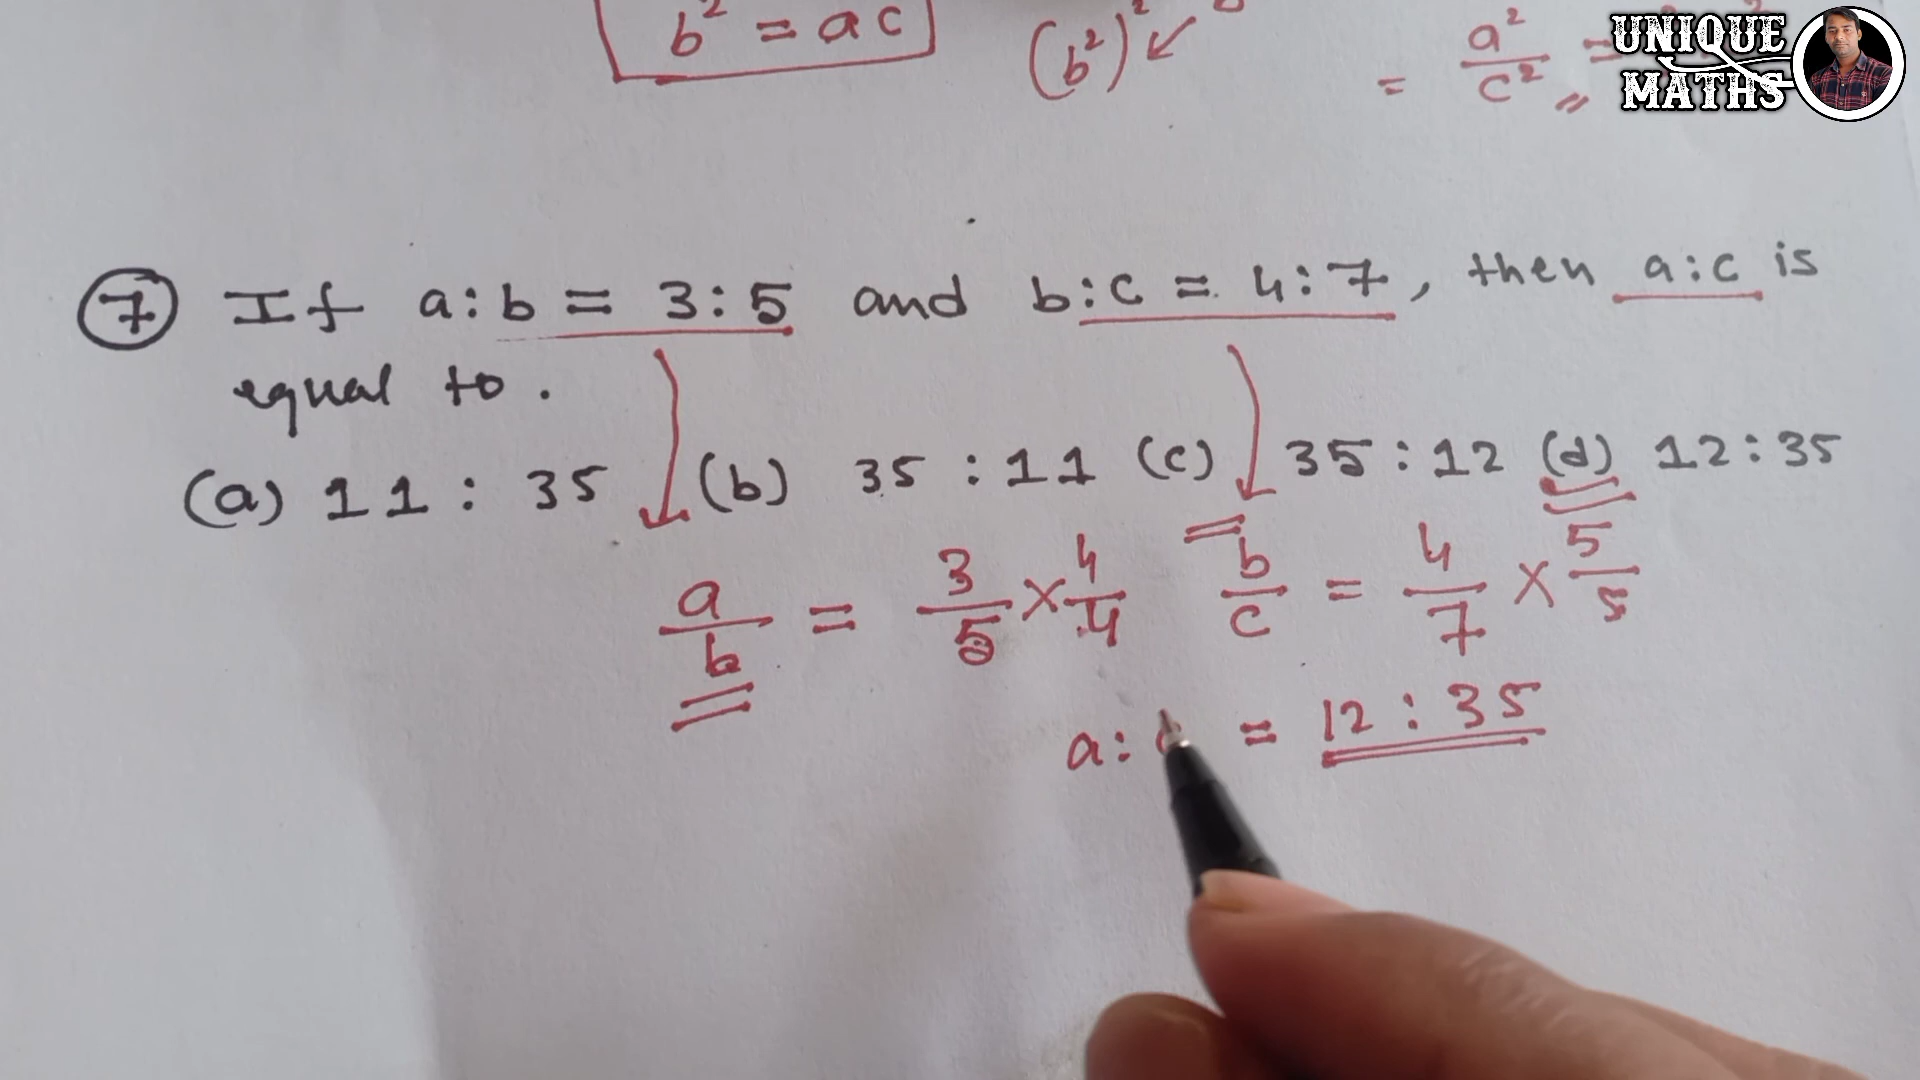 b² = ac
(b²)²
= a²/c² =
UNIQUE
MATHS
7 If a:b = 3:5 and b:c = 4:7, then a:c is
equal to.
(a) 11 : 35 (b) 35 : 11 (c) 35 : 12 (d) 12 : 35
a/b = 3/5 × 4/4 b/c = 4/7 × 5/5
a: = 12 : 35